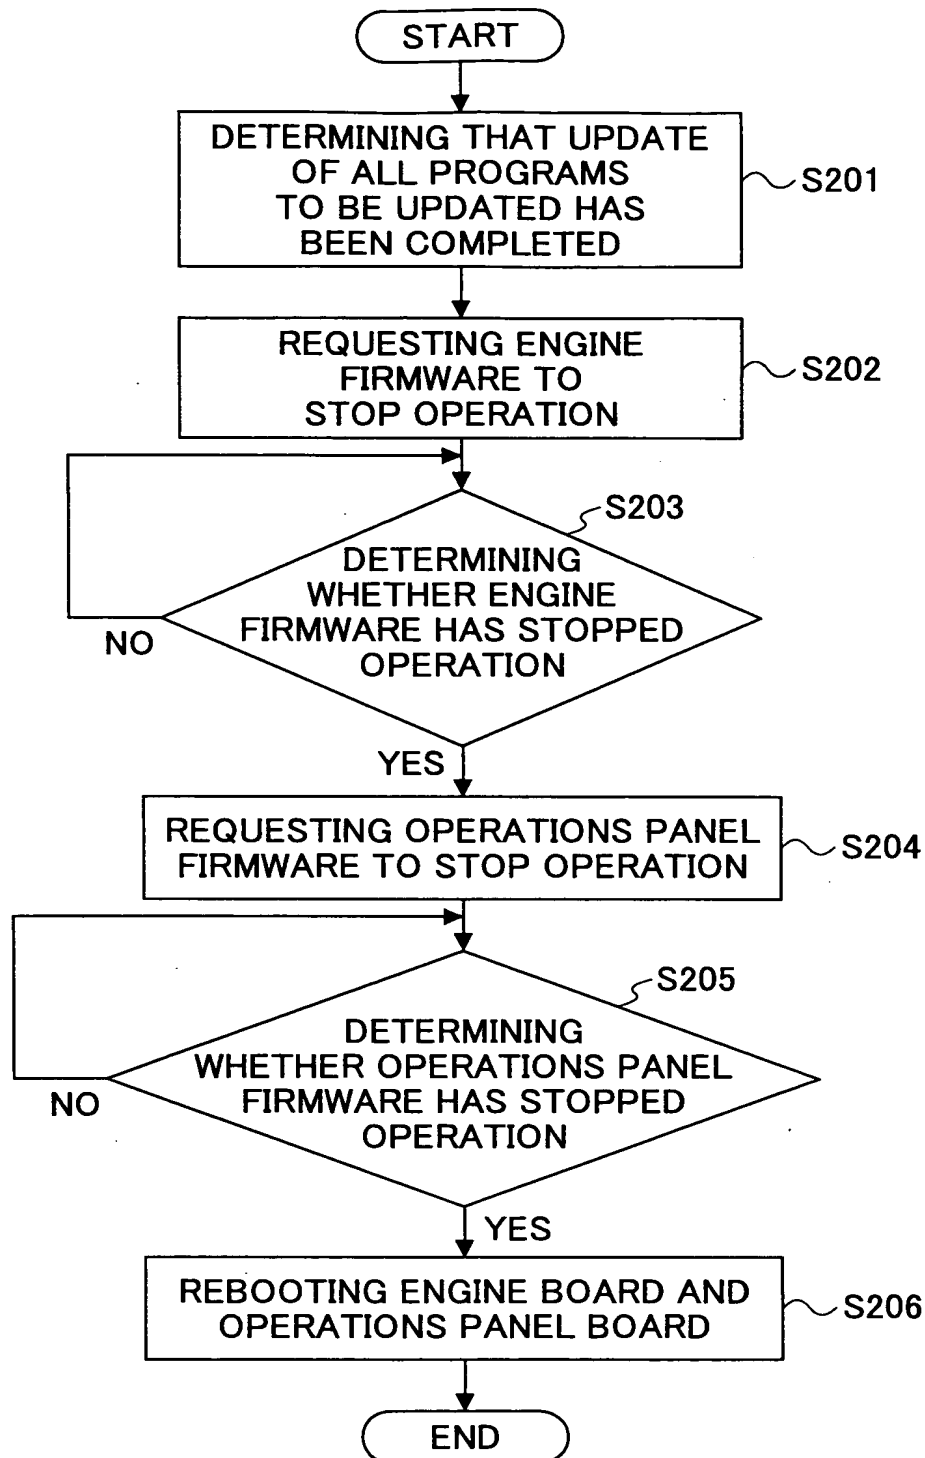 START
DETERMINING THAT UPDATE
OF ALL PROGRAMS
TO BE UPDATED HAS
BEEN COMPLETED
S201
REQUESTING ENGINE
FIRMWARE TO
STOP OPERATION
S202
S203
DETERMINING
WHETHER ENGINE
FIRMWARE HAS STOPPED
OPERATION
NO
YES
REQUESTING OPERATIONS PANEL
FIRMWARE TO STOP OPERATION
S204
S205
DETERMINING
WHETHER OPERATIONS PANEL
FIRMWARE HAS STOPPED
OPERATION
NO
YES
REBOOTING ENGINE BOARD AND
OPERATIONS PANEL BOARD
S206
END